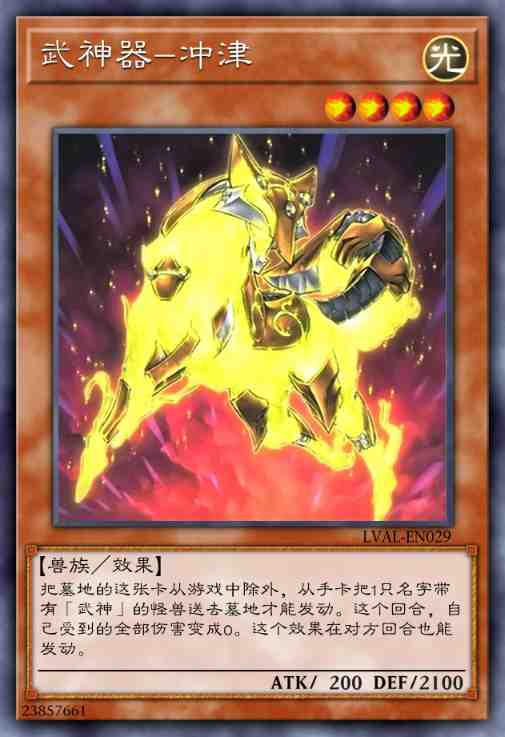 武神器-冲津
光
LVAL-EN029
【兽族／效果】
把墓地的这张卡从游戏中除外，从手卡把1只名字带
有「武神」的怪兽送去墓地才能发动。这个回合，自
己受到的全部伤害变成0。这个效果在对方回合也能
发动。
ATK/ 200 DEF/2100
23857661